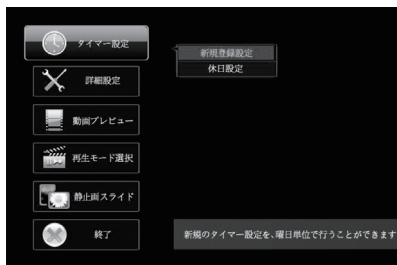 タイマー設定
新規登録設定
休日設定
詳細設定
動画プレビュー
再生モード選択
静止画スライド
終了
新規のタイマー設定を、曜日単位で行うことができます